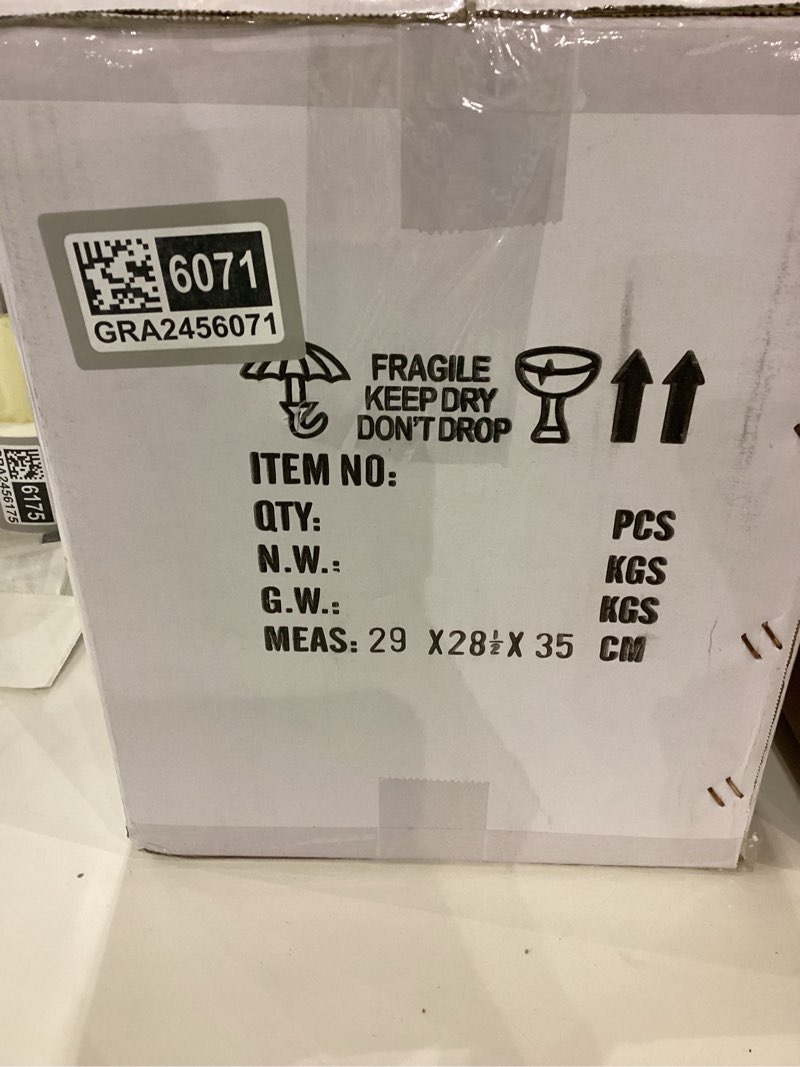 6071
GRA2456071
FRAGILE
KEEP DRY
DON'T DROP
ITEM NO:
QTY: PCS
N.W.: KGS
G.W.: KGS
MEAS: 29 X28½X 35 CM
6175
GRA2456175